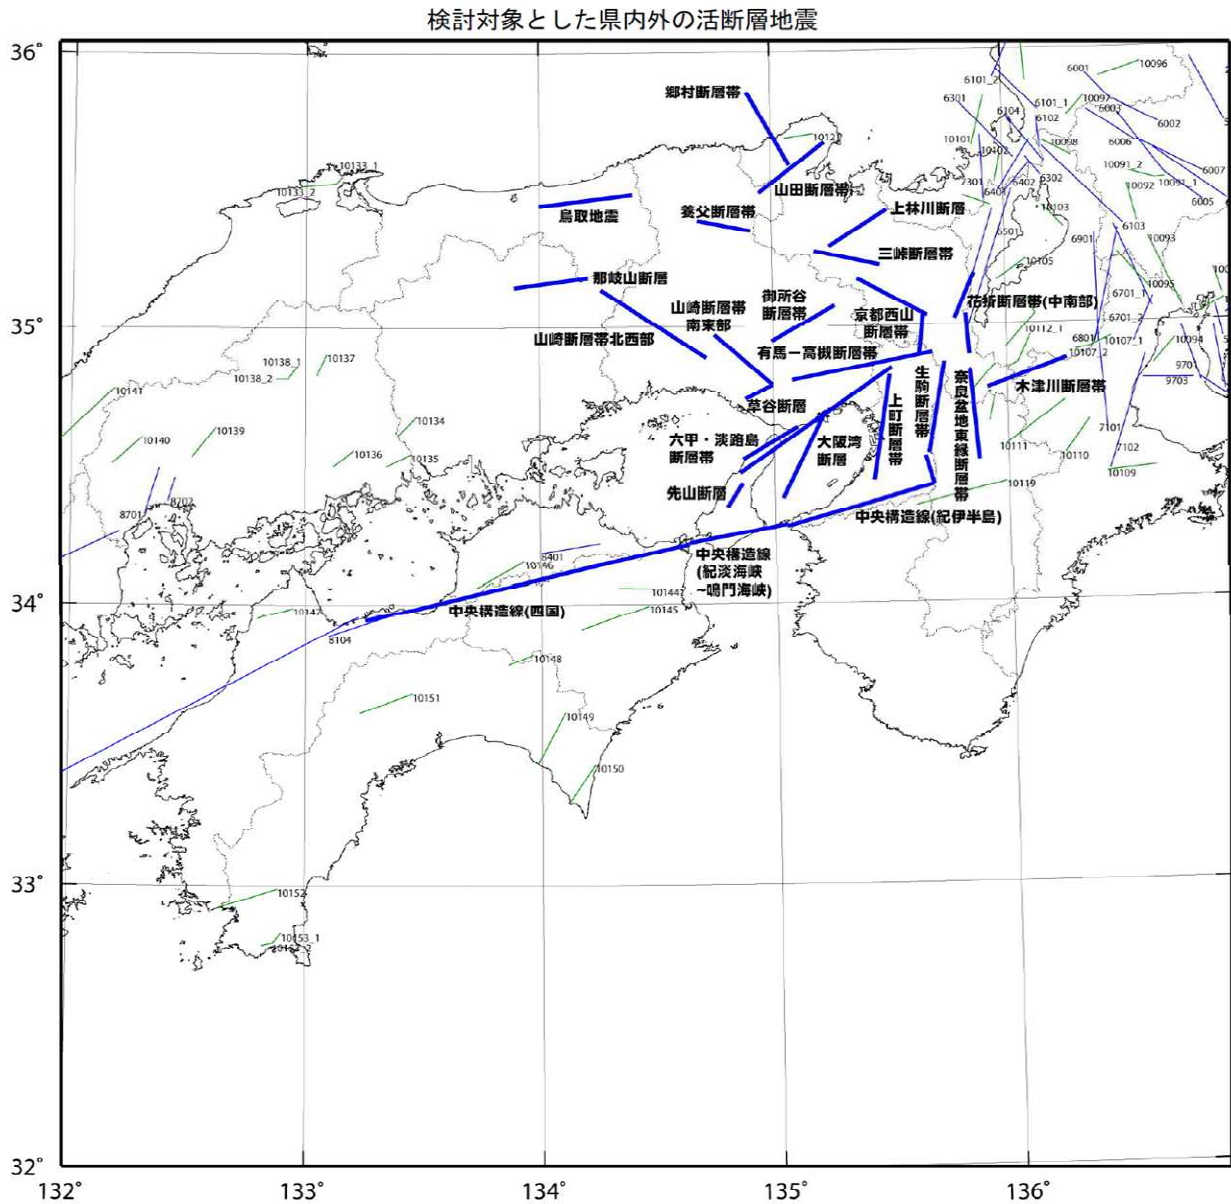 検討対象とした県内外の活断層地震
36°
35°
34°
33°
32°
132°
133°
134°
135°
136°
郷村断層帯
山田断層帯
鳥取地震
養父断層帯
上林川断層
三峠断層帯
那岐山断層
山崎断層帯
南東部
御所谷
断層帯
京都西山
断層帯
花折断層帯(中南部)
山崎断層帯北西部
有馬－高槻断層帯
生駒断層帯
奈良盆地東縁断層帯
木津川断層帯
上町断層帯
草谷断層
六甲・淡路島
断層帯
大阪湾
断層
先山断層
中央構造線(紀伊半島)
中央構造線
(紀淡海峡
~鳴門海峡)
中央構造線(四国)
6001
10096
6101_2
6301
6101_1
10097
6003
6104
6102
6002
10101
10102
10098
6006
10091_2
6007
6402
6302
10092
10091_1
6005
10103
6501
6901
6103
10093
10105
10095
6701_1
6701_2
10112_1
6801
10107_1
10107_2
10094
9701
9703
7101
7102
10111
10110
10109
10119
10133_1
10133_2
10138_1
10137
10138_2
10141
10134
10140
10139
10136
10135
8702
8701
8401
10146
10145
8104
10148
10151
10149
10150
10152
10153_1